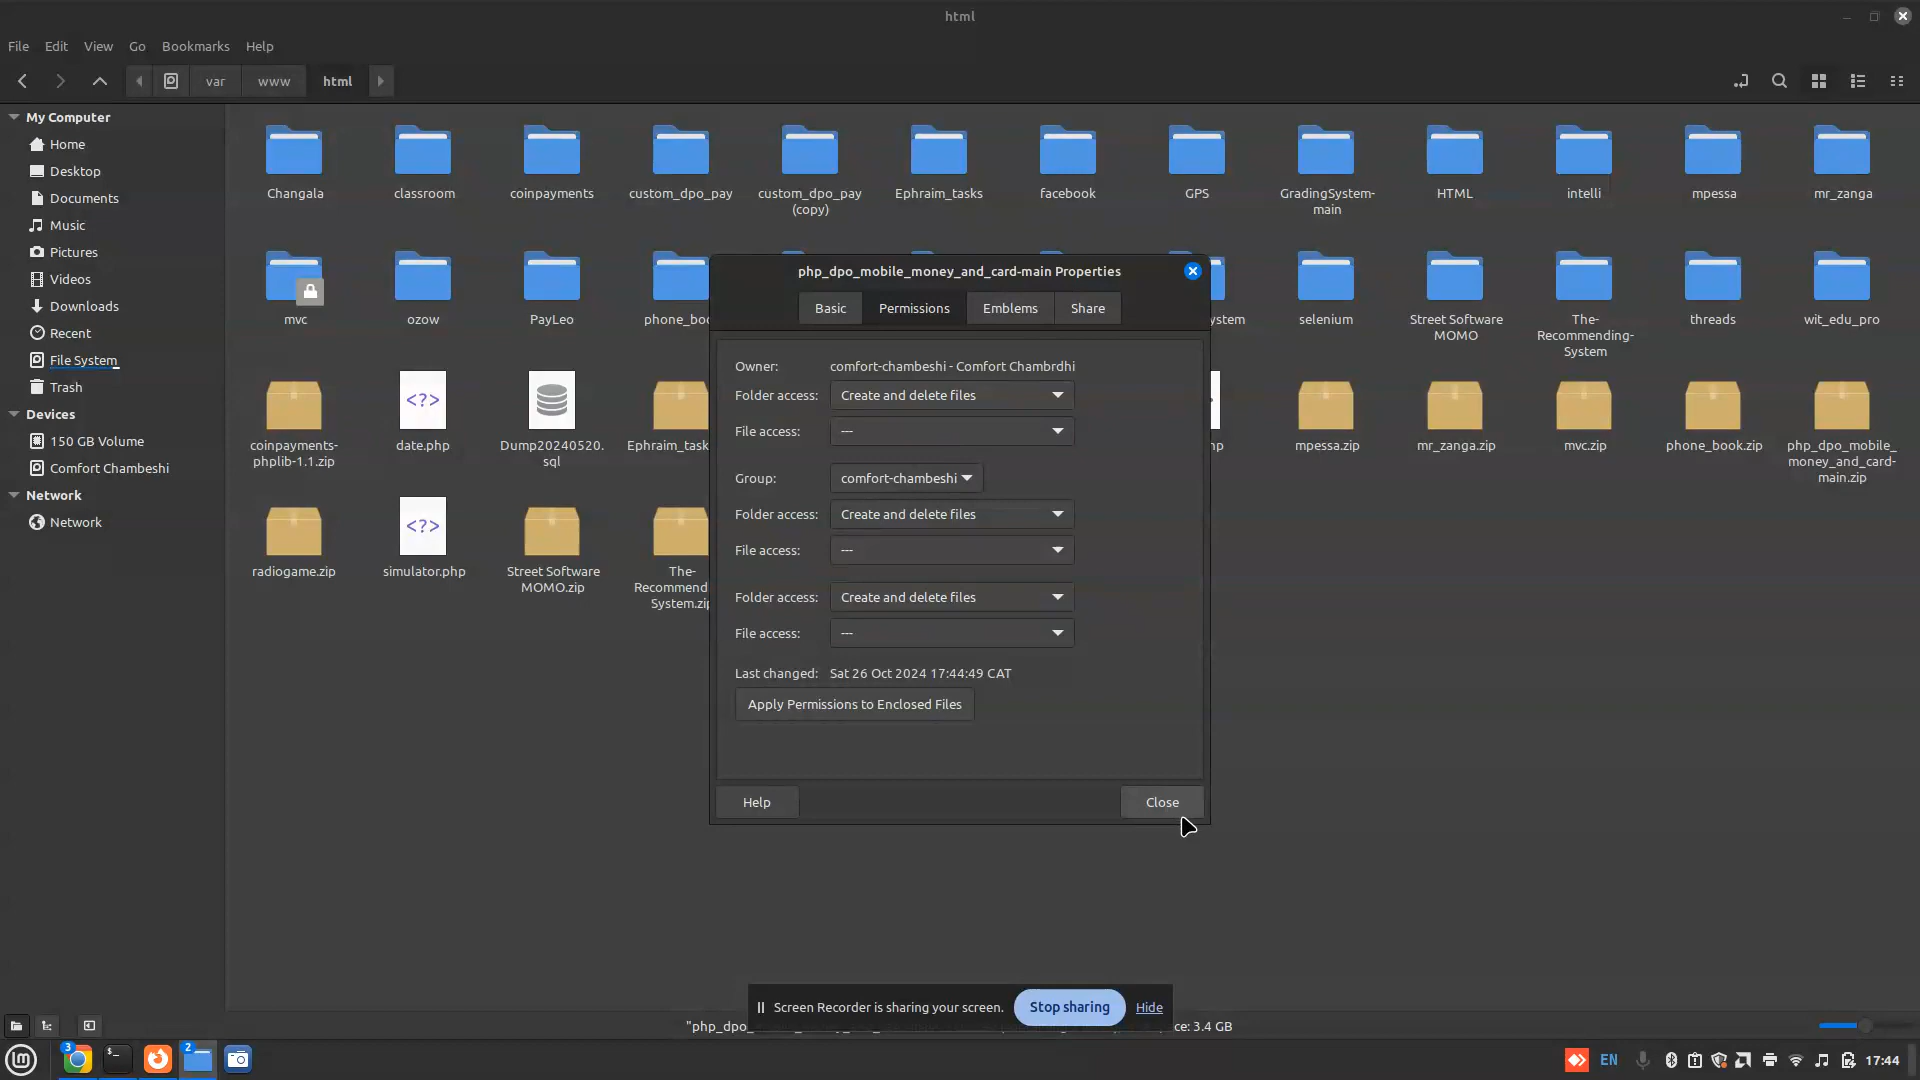 html
File Edit View Go Bookmarks Help
var www html
My Computer
Home
Desktop
Documents
Music
Pictures
Videos
Downloads
Recent
File System
Trash
Devices
150 GB Volume
Comfort Chambeshi
Network
Network
Changala classroom coinpayments custom_dpo_pay custom_dpo_pay Ephraim_tasks facebook GPS GradingSystem- HTML intelli mpessa mr_zanga
(copy) main
mvc ozow PayLeo phone_boo ystem selenium Street Software The- threads wit_edu_pro
MOMO Recommending-
System
coinpayments- date.php Dump20240520. Ephraim_task hp mpessa.zip mr_zanga.zip mvc.zip phone_book.zip php_dpo_mobile_
phplib-1.1.zip sql money_and_card-
main.zip
radiogame.zip simulator.php Street Software The-
MOMO.zip Recommend
System.zip
php_dpo_mobile_money_and_card-main Properties
Basic Permissions Emblems Share
Owner: comfort-chambeshi - Comfort Chambrdhi
Folder access: Create and delete files
File access: ---
Group: comfort-chambeshi
Folder access: Create and delete files
File access: ---
Folder access: Create and delete files
File access: ---
Last changed: Sat 26 Oct 2024 17:44:49 CAT
Apply Permissions to Enclosed Files
Help Close
Screen Recorder is sharing your screen. Stop sharing Hide
"php_dpo ce: 3.4 GB
3 $_ 2 EN 17:44